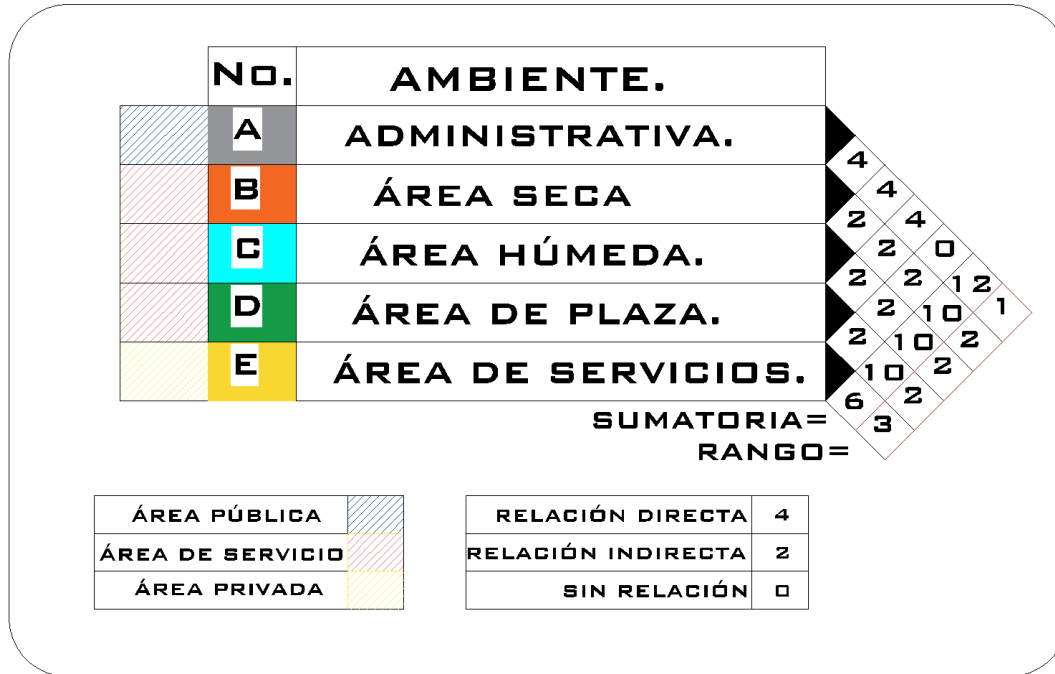 No. AMBIENTE.
A ADMINISTRATIVA.
4
B ÁREA SECA
4
2 4
C ÁREA HÚMEDA.
2 0
2 2 12
D ÁREA DE PLAZA.
2 10 1
2 10 2
E ÁREA DE SERVICIOS.
10 2
6 2
SUMATORIA= 3
RANGO=
ÁREA PÚBLICA
ÁREA DE SERVICIO
ÁREA PRIVADA
RELACIÓN DIRECTA 4
RELACIÓN INDIRECTA 2
SIN RELACIÓN 0